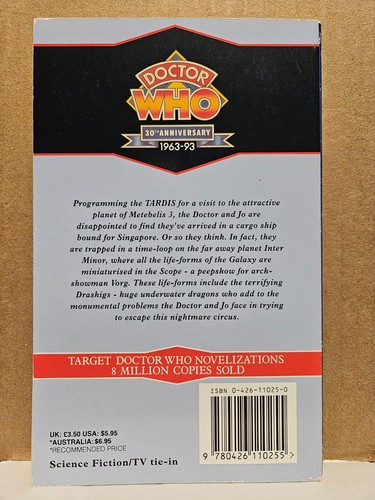 DOCTOR
WHO
30TH ANNIVERSARY
1963-93
Programming the TARDIS for a visit to the attractive
planet of Metebelis 3, the Doctor and Jo are
disappointed to find they've arrived in a cargo ship
bound for Singapore. Or so they think. In fact, they
are trapped in a time-loop on the far away planet Inter
Minor, where all the life-forms of the Galaxy are
miniaturised in the Scope - a peepshow for arch-
showman Vorg. These life-forms include the terrifying
Drashigs - huge underwater dragons who add to the
monumental problems the Doctor and Jo face in trying
to escape this nightmare circus.
TARGET DOCTOR WHO NOVELIZATIONS
8 MILLION COPIES SOLD
ISBN 0-426-11025-0
9 780426 110255 >
UK: £3.50 USA: $5.95
*AUSTRALIA: $6.95
*RECOMMENDED PRICE
Science Fiction/TV tie-in